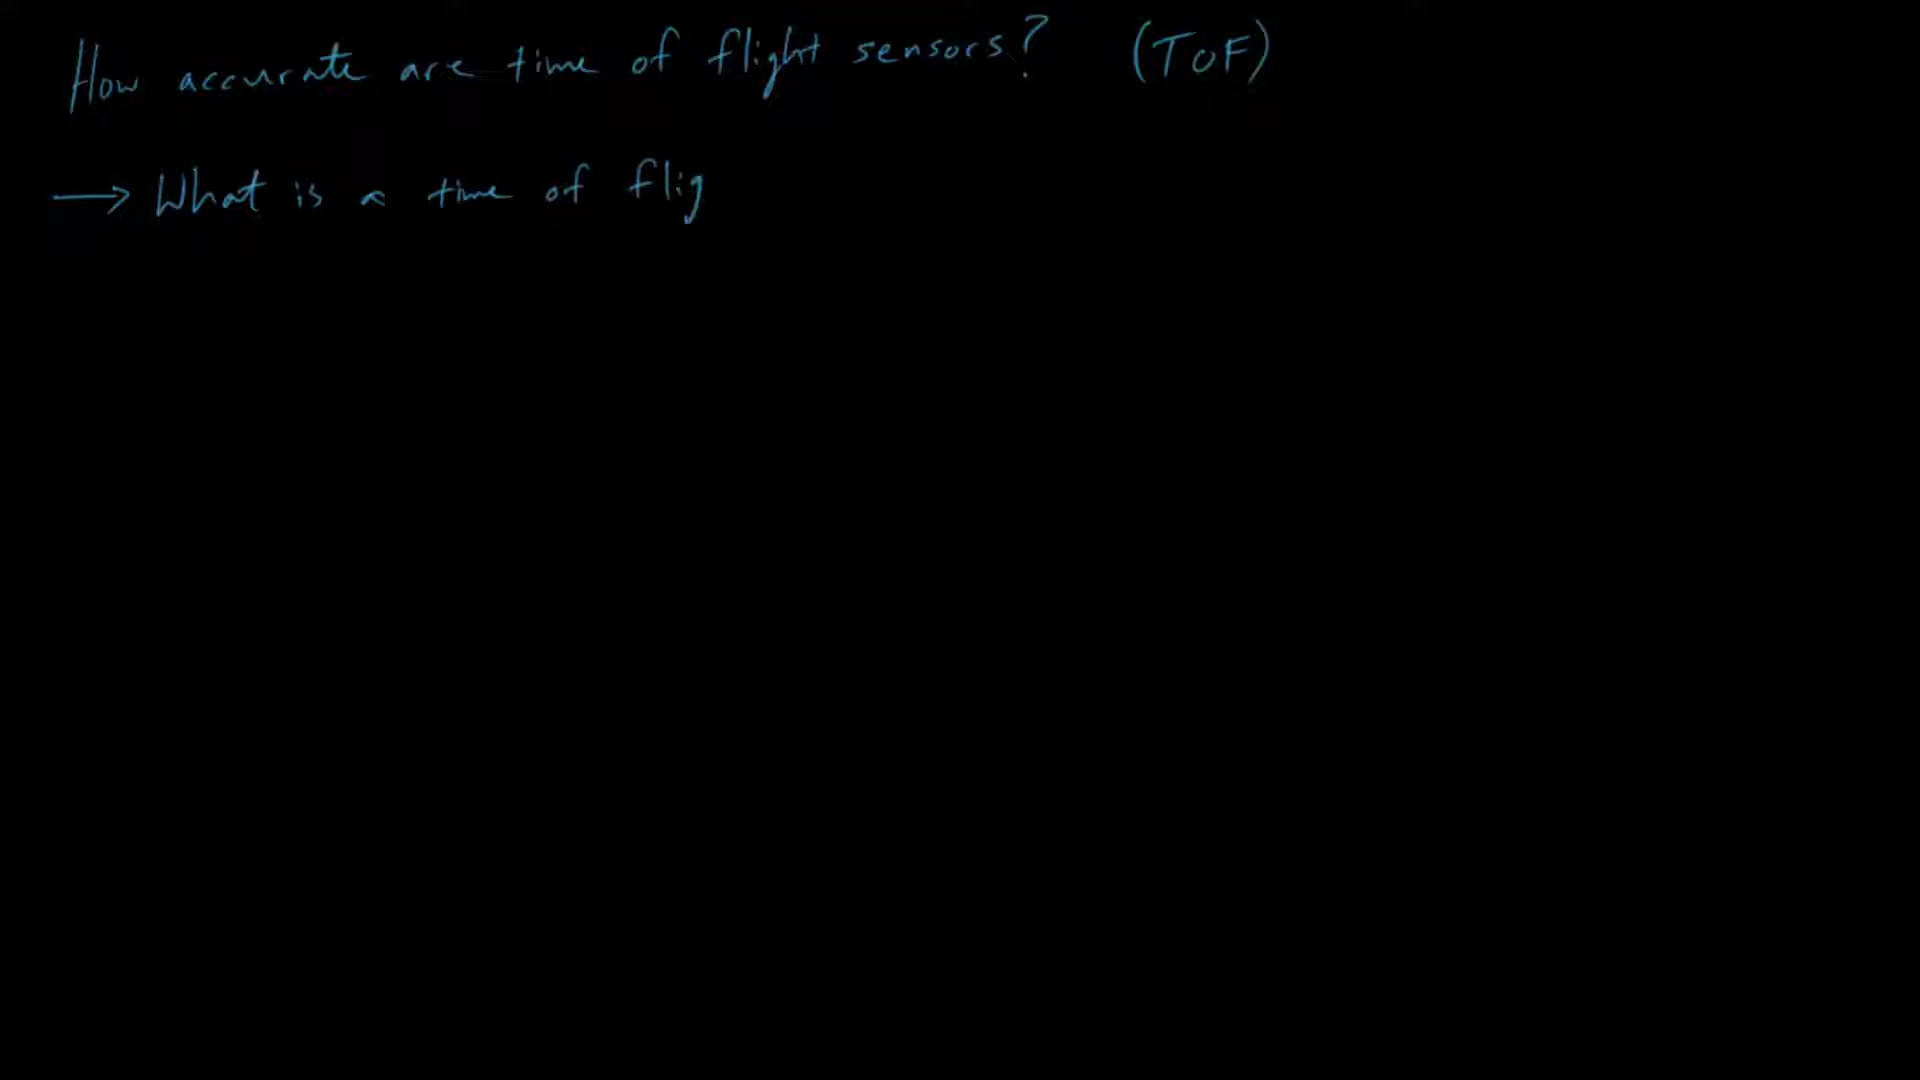 How accurate are time of flight sensors? (TOF)
→ What is a time of flig